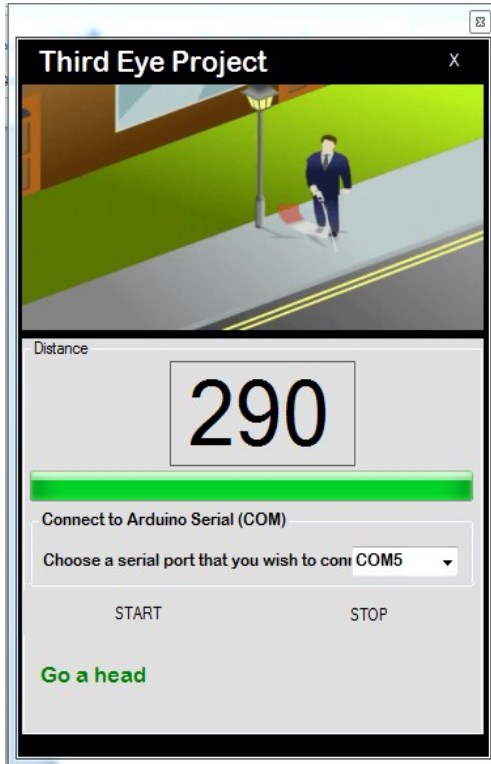 Third Eye Project X
Distance
290
Connect to Arduino Serial (COM)
Choose a serial port that you wish to conn COM5
START STOP
Go a head